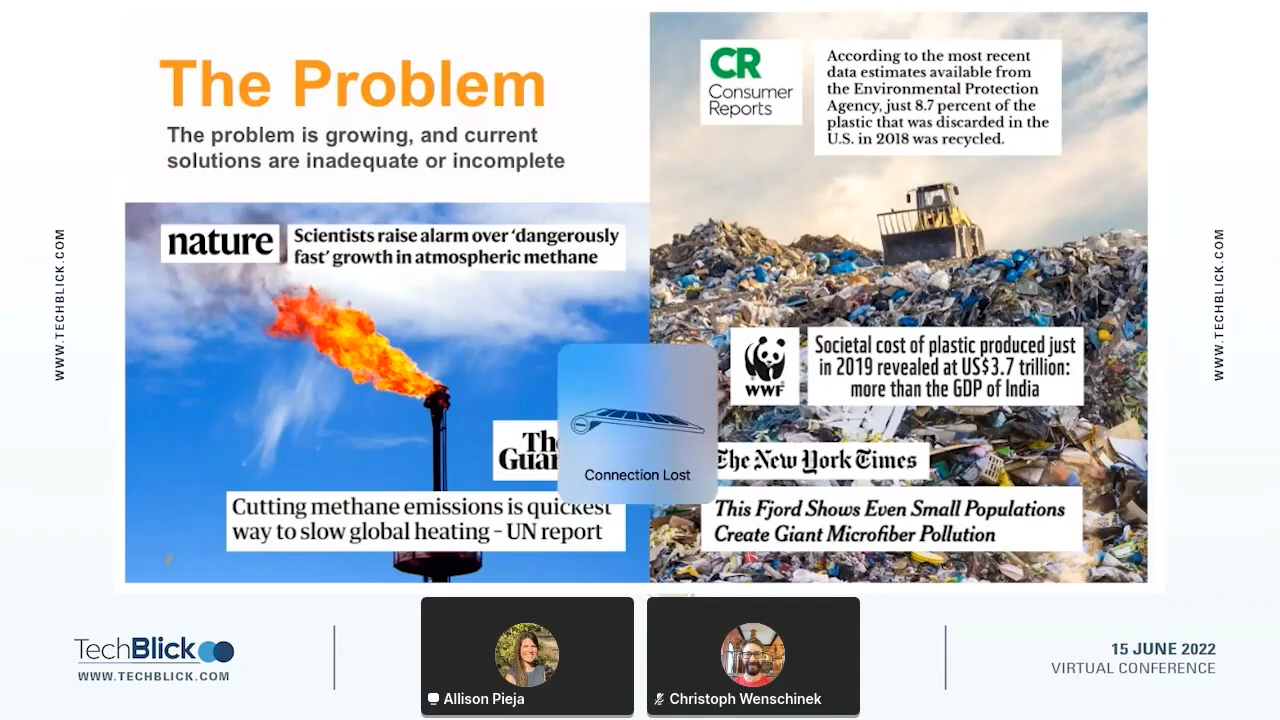 The Problem
The problem is growing, and current
solutions are inadequate or incomplete
nature
Scientists raise alarm over ‘dangerously
fast’ growth in atmospheric methane
The
Cutting methane emissions is quickest
way to slow global heating – UN report
CR
Consumer
Reports
According to the most recent
data estimates available from
the Environmental Protection
Agency, just 8.7 percent of the
plastic that was discarded in the
U.S. in 2018 was recycled.
WWF
Societal cost of plastic produced just
in 2019 revealed at US$3.7 trillion:
more than the GDP of India
The New York Times
This Fjord Shows Even Small Populations
Create Giant Microfiber Pollution
Connection Lost
2
WWW.TECHBLICK.COM
WWW.TECHBLICK.COM
TechBlick
WWW.TECHBLICK.COM
Allison Pieja
Christoph Wenschinek
15 JUNE 2022
VIRTUAL CONFERENCE